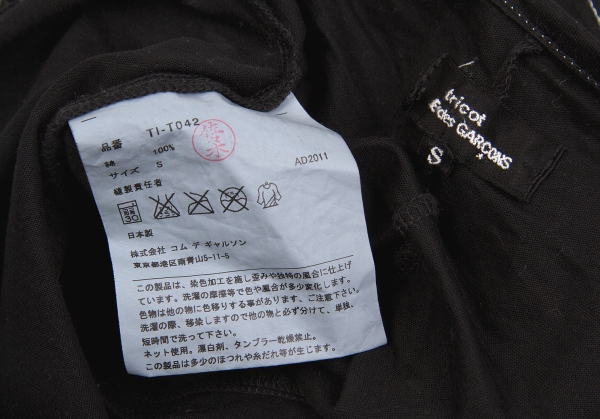 品番 TI-T042
綿 100%
サイズ S
AD2011
縫製責任者
30
日本製
株式会社 コム デ ギャルソン
東京都区南青山5-11-5
この製品は、染色加工を施し歪みや独特の風合に仕上げ
ています。洗濯の摩擦等で色や風合が多少変化します。
色物は他の物に色移りする事があります、ご注意下さい。
洗濯の際、移染しますので他の物と必ず分けて、単独、
短時間で洗って下さい。
ネット使用。漂白剤、タンブラー乾燥禁止。
この製品は多少のほつれや糸だれ等が生じます。
tricot
des GARÇONS
S